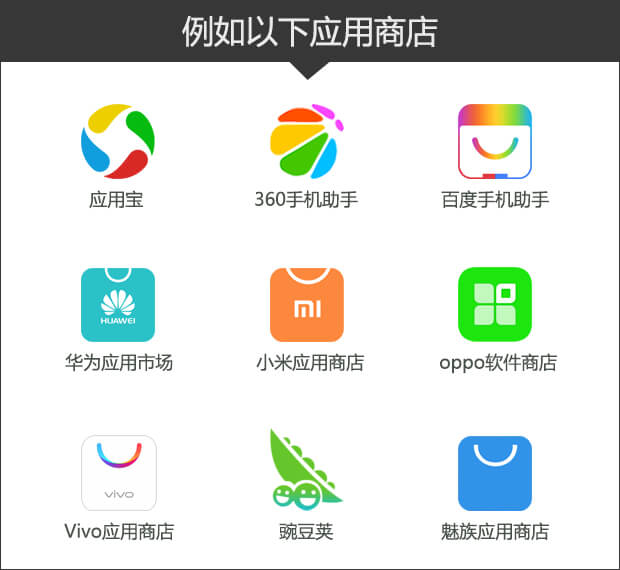 例如以下应用商店
应用宝
360手机助手
百度手机助手
HUAWEI
mi
华为应用市场
小米应用商店
oppo软件商店
vivo
Vivo应用商店
豌豆荚
魅族应用商店